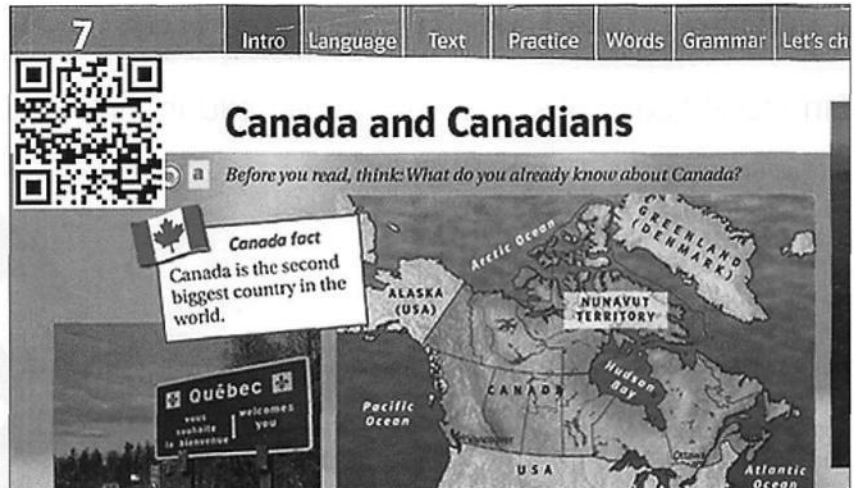 7
Intro Language Text Practice Words Grammar Let's ch
Canada and Canadians
a Before you read, think: What do you already know about Canada?
Canada fact
Canada is the second
biggest country in the
world.
Arctic Ocean
GREENLAND
(DENMARK)
ALASKA
(USA)
NUNAVUT
TERRITORY
Hudson
Bay
CANADA
Québec
vous
souhaite
la bienvenue
welcomes
you
Pacific
Ocean
Vancouver
Ottawa
USA
Atlantic
Ocean